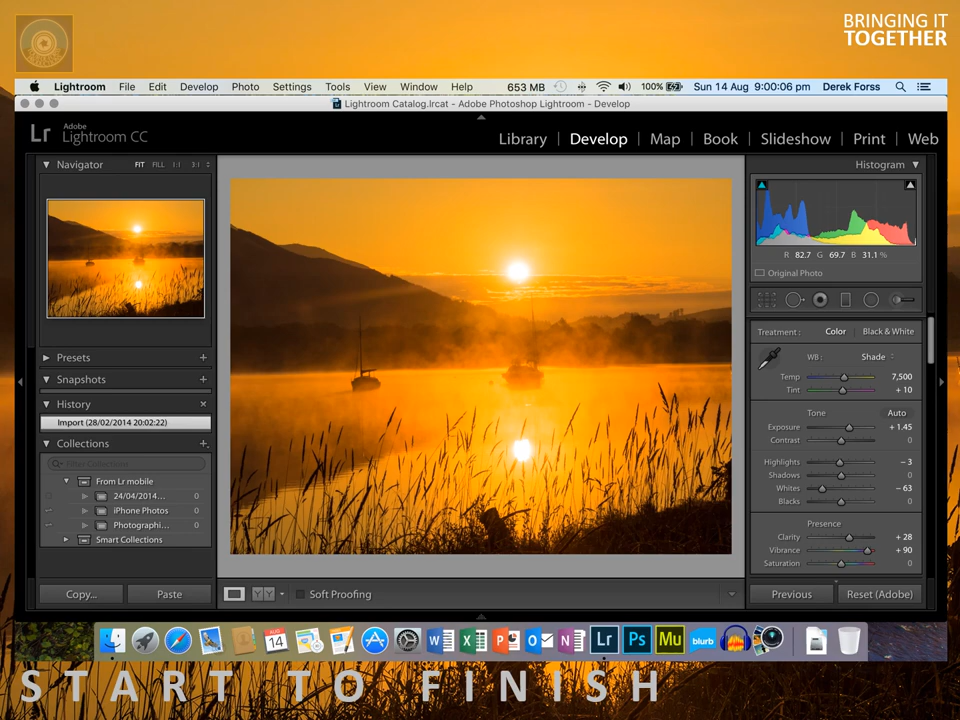 BRINGING IT
TOGETHER
Lightroom File Edit Develop Photo Settings Tools View Window Help 653 MB 100% Sun 14 Aug 9:00:06 pm Derek Forss
Lightroom Catalog.lrcat - Adobe Photoshop Lightroom - Develop
Lr Adobe
Lightroom CC
Library | Develop | Map | Book | Slideshow | Print | Web
Navigator FIT FILL 1:1 3:1
Presets +
Snapshots +
History ×
Import (28/02/2014 20:02:22)
Collections +
Filter Collections
From Lr mobile
24/04/2014... 0
iPhone Photos 0
Photographi... 0
Smart Collections
Copy... Paste
Soft Proofing
Histogram
R 82.7 G 69.7 B 31.1 %
Original Photo
Treatment : Color Black & White
WB : Shade
Temp 7,500
Tint + 10
Tone Auto
Exposure + 1.45
Contrast 0
Highlights − 3
Shadows 0
Whites − 63
Blacks 0
Presence
Clarity + 28
Vibrance + 90
Saturation 0
Previous Reset (Adobe)
AUG
14
W X P O N Lr Ps Mu blurb
START TO FINISH